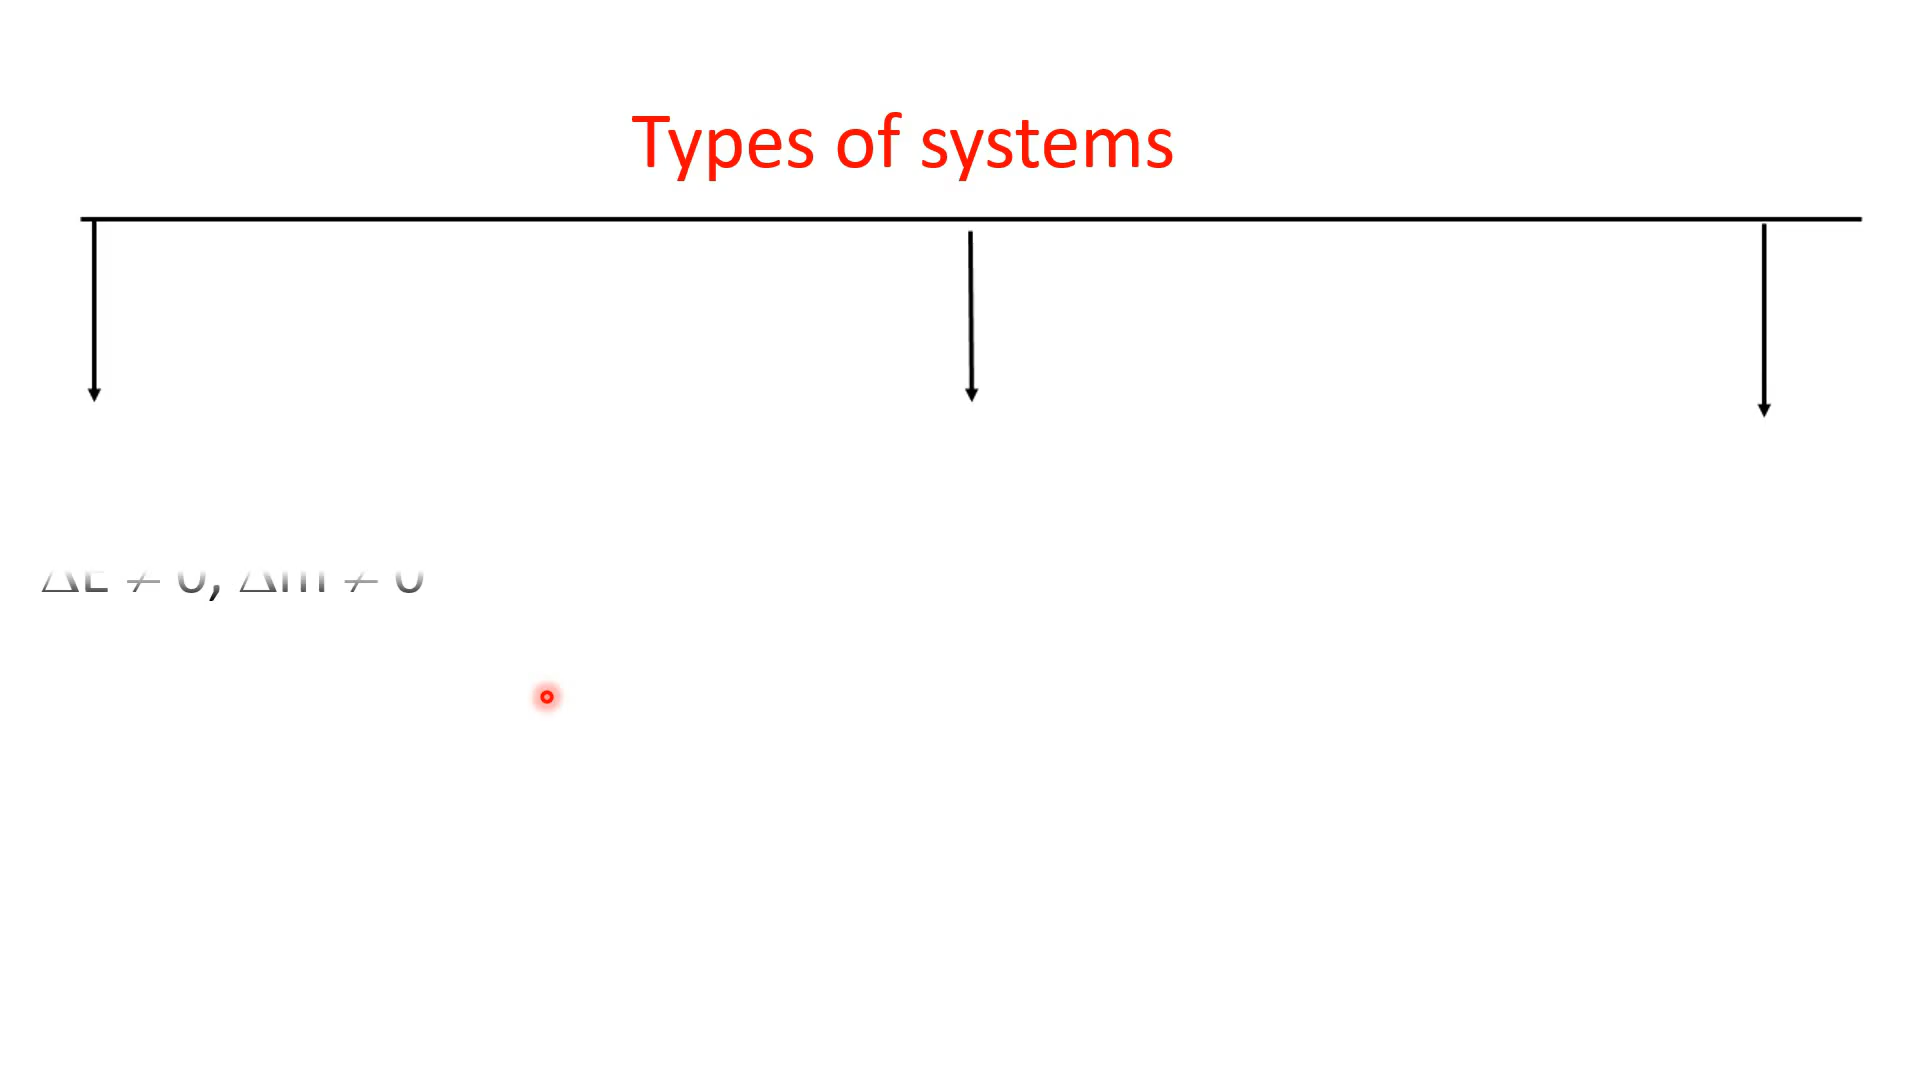 Types of systems
ΔE ≠ 0, Δm ≠ 0